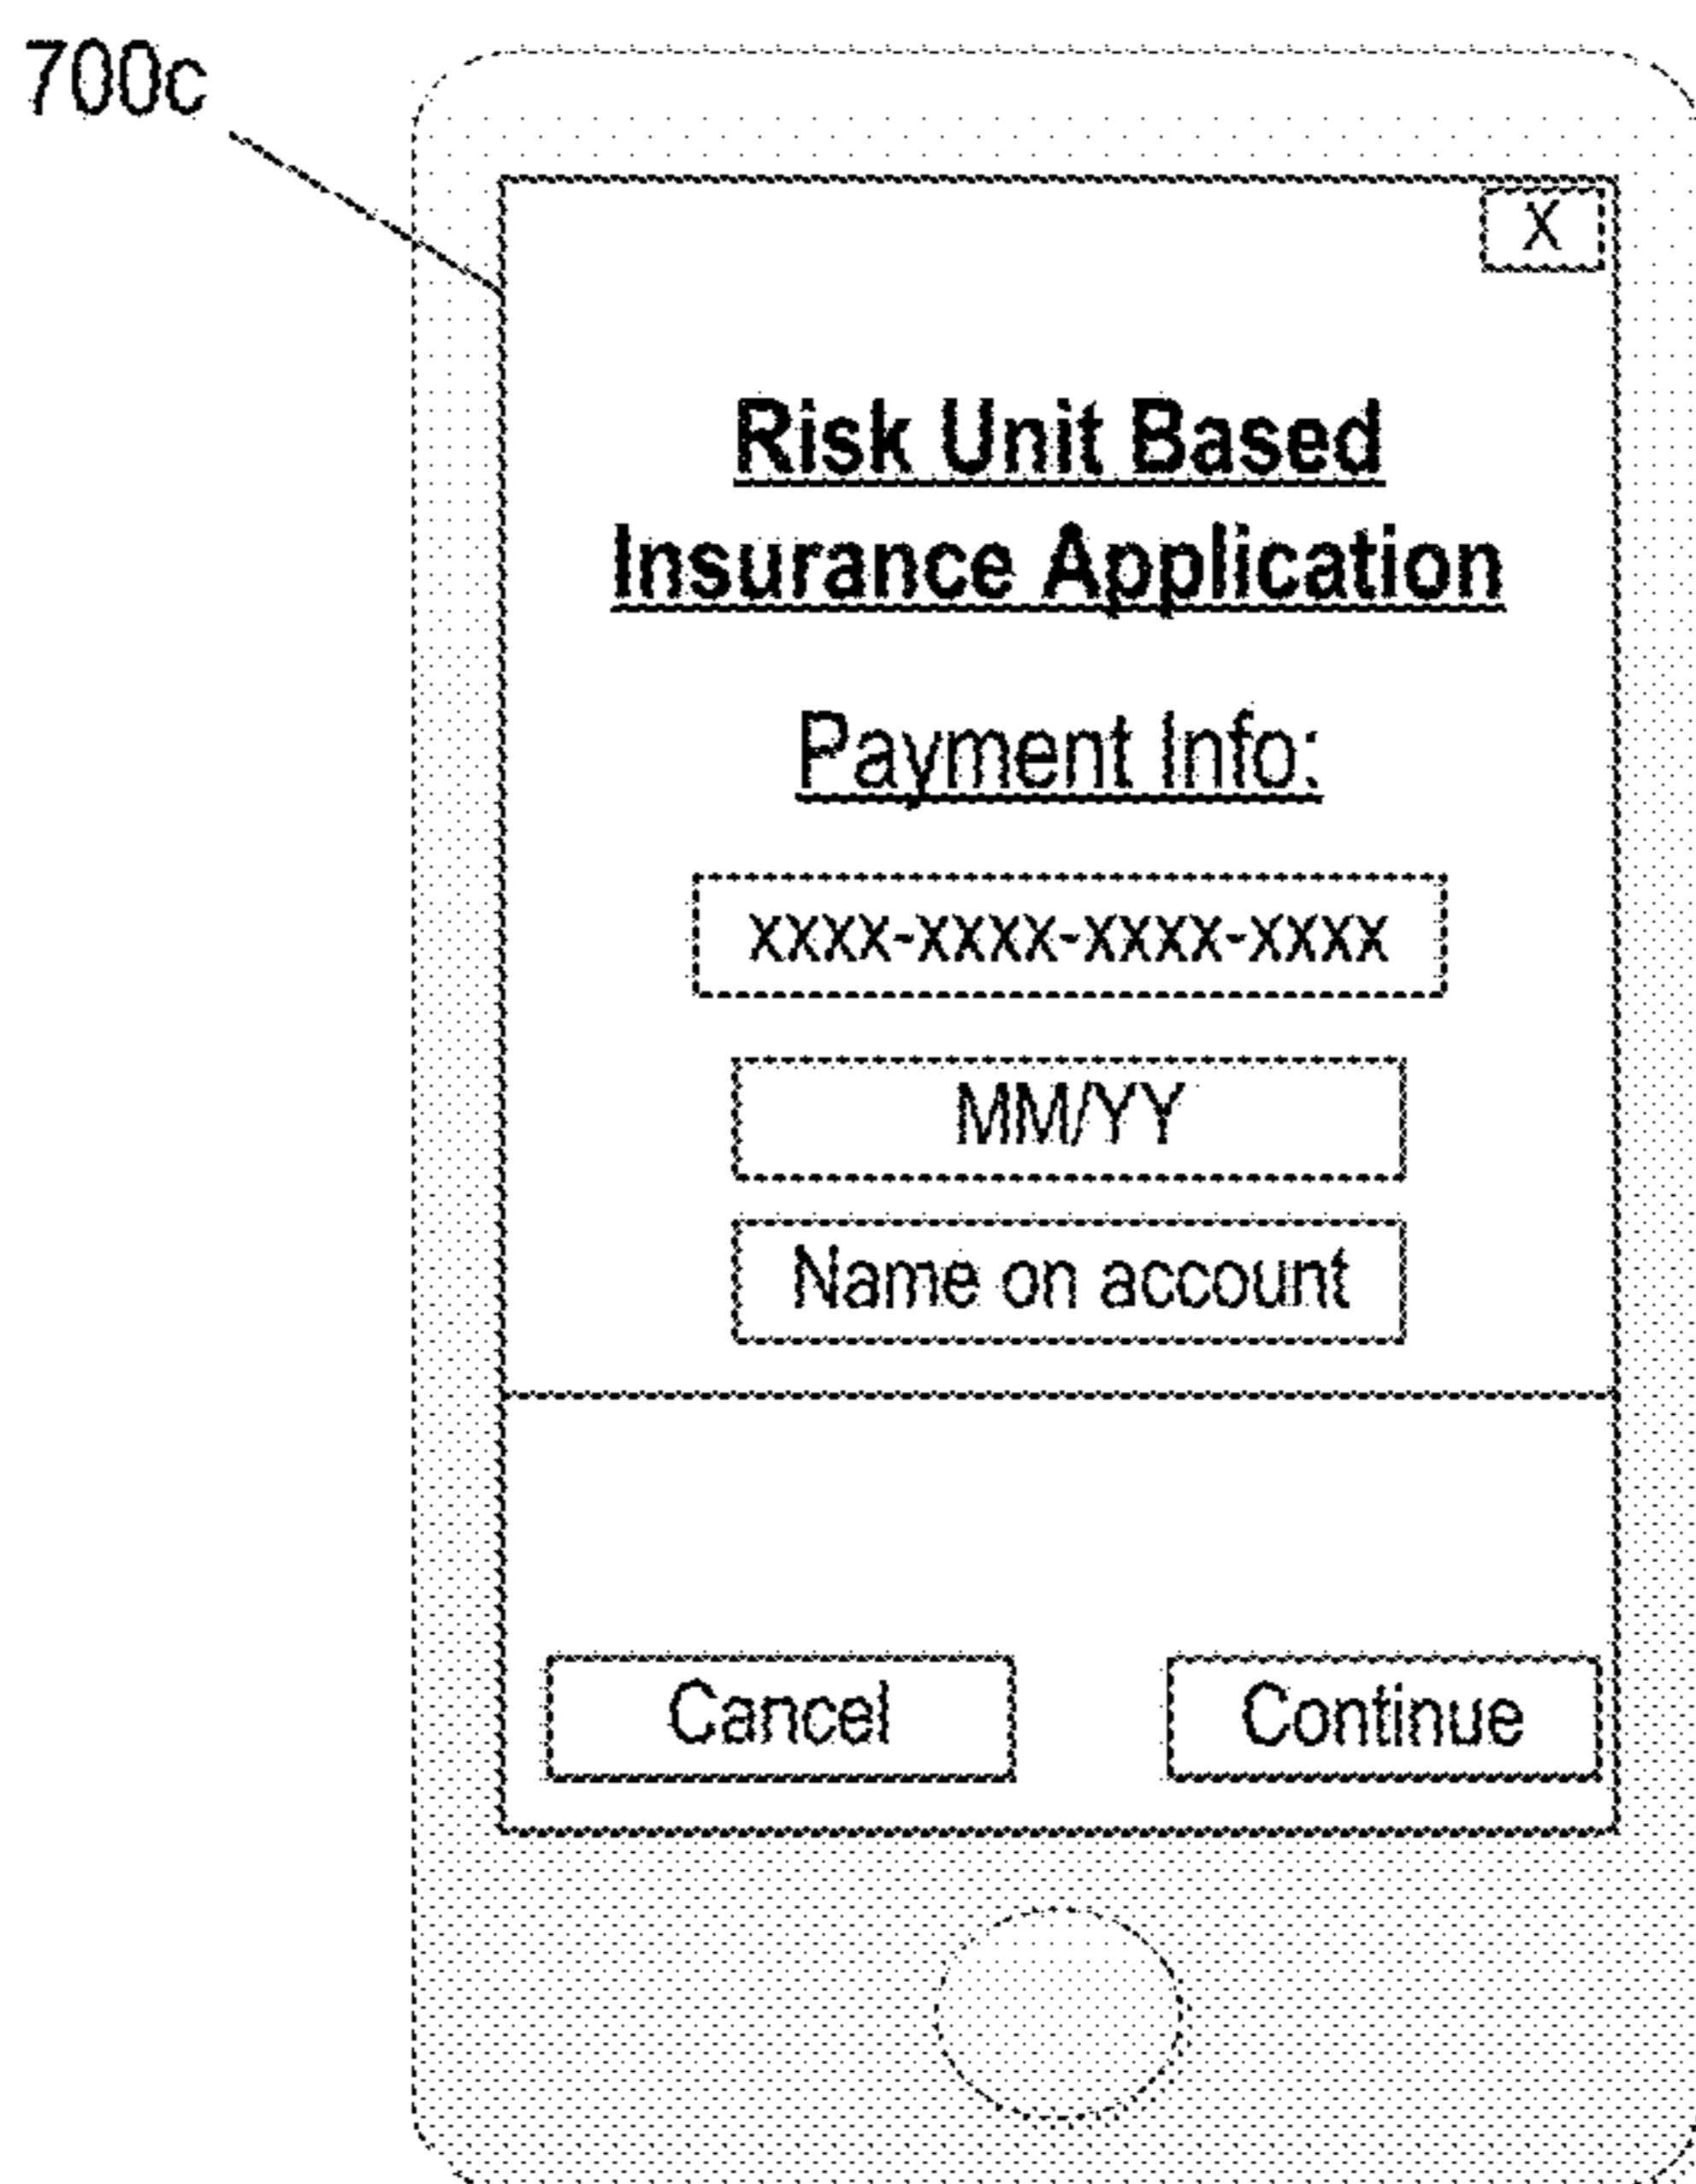 700c
X
Risk Unit Based
Insurance Application
Payment Info:
xxxx-xxxx-xxxx-xxxx
MM/YY
Name on account
Cancel
Continue